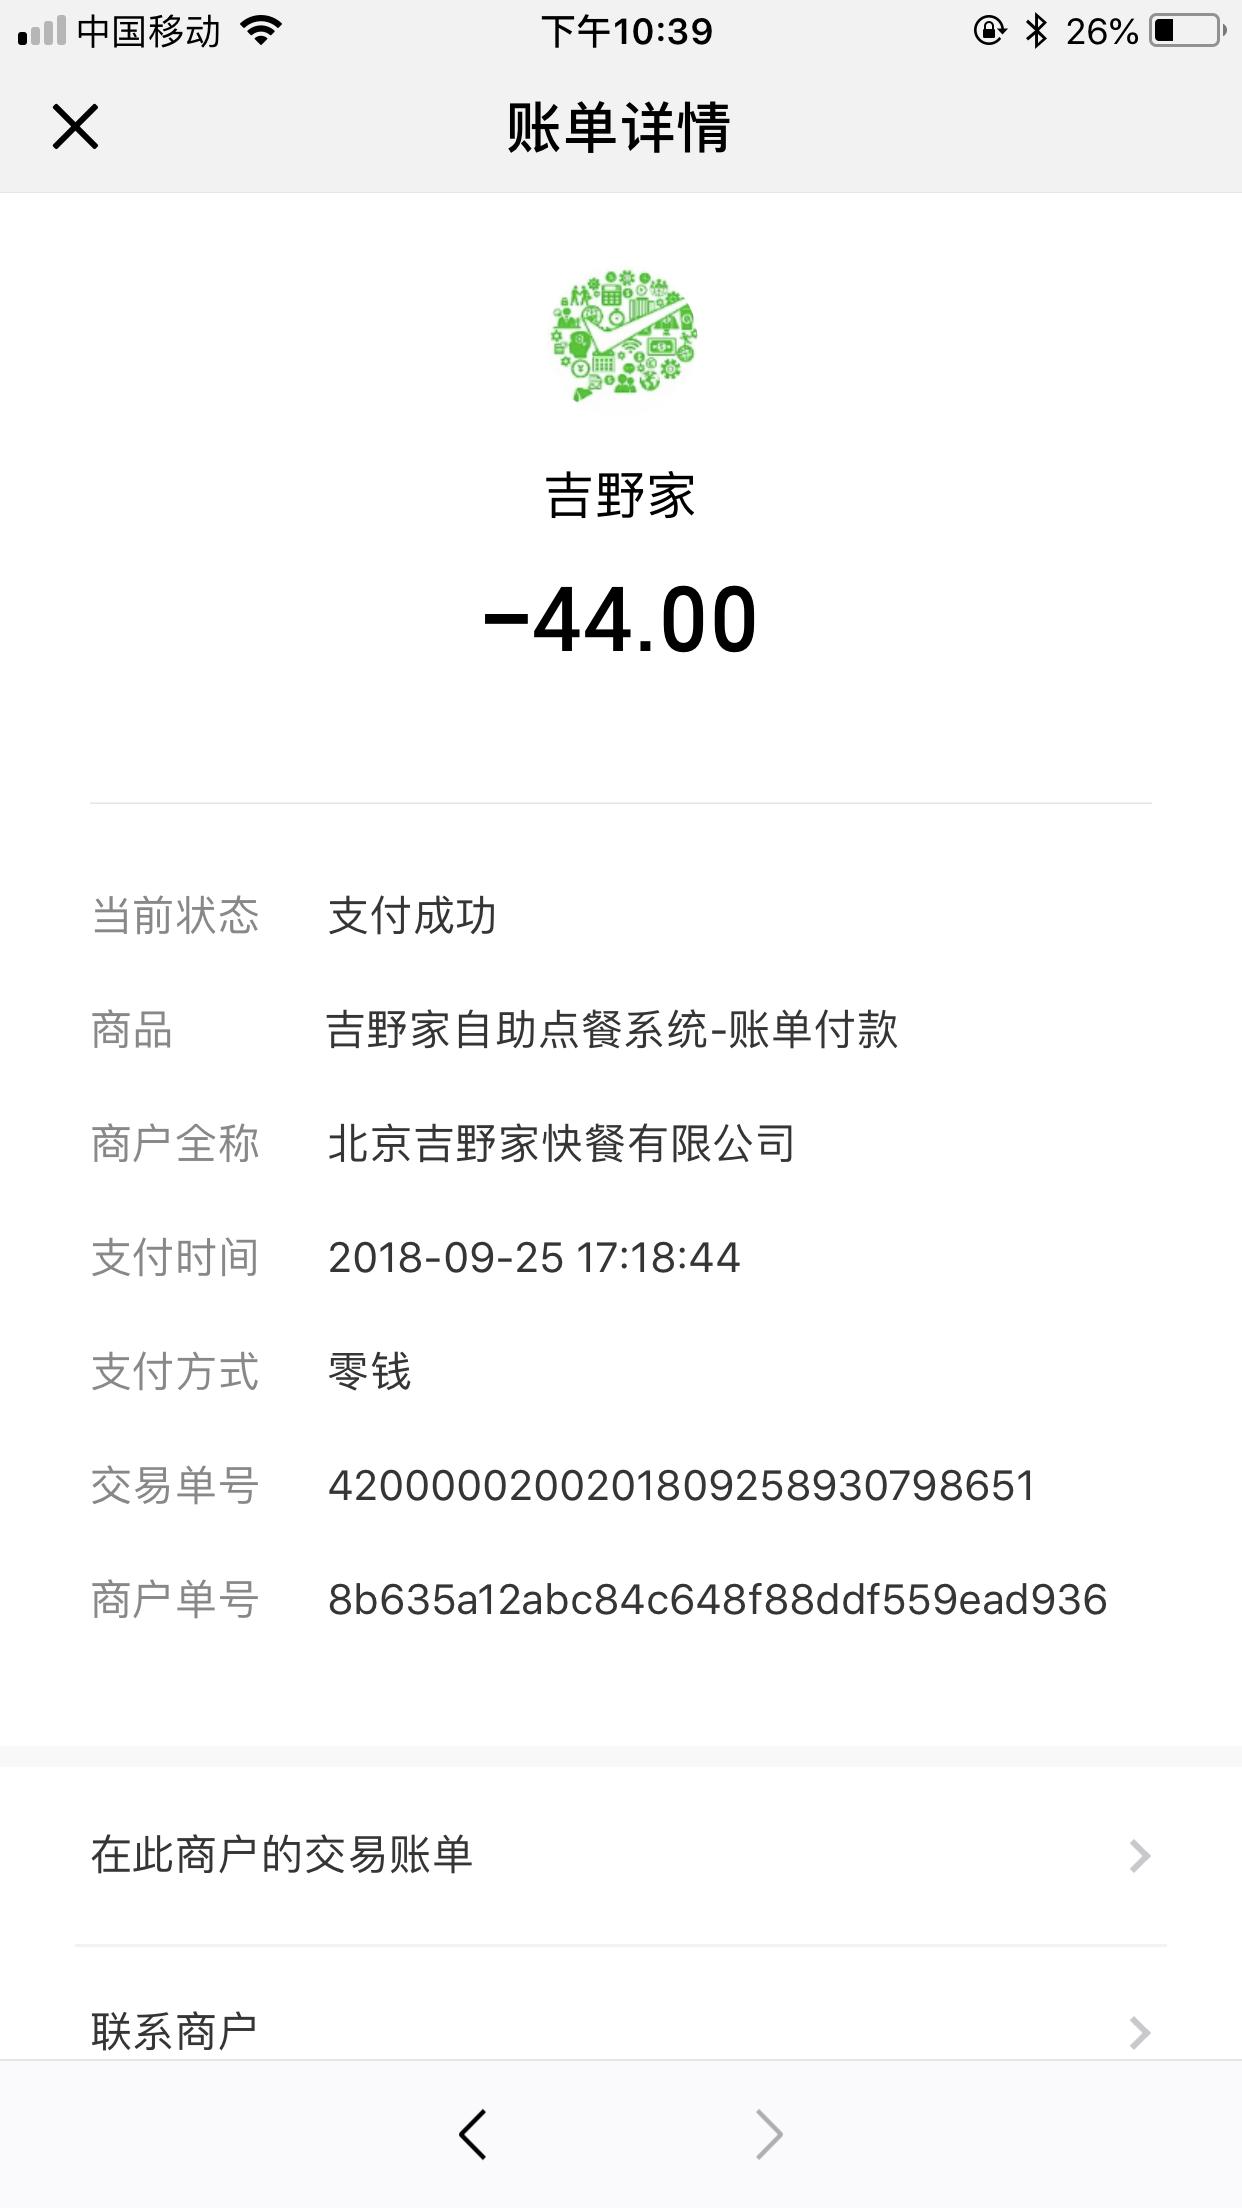 中国移动
下午10:39
26%
账单详情
吉野家
-44.00
当前状态 支付成功
商品 吉野家自助点餐系统-账单付款
商户全称 北京吉野家快餐有限公司
支付时间 2018-09-25 17:18:44
支付方式 零钱
交易单号 4200000200201809258930798651
商户单号 8b635a12abc84c648f88ddf559ead936
在此商户的交易账单
联系商户